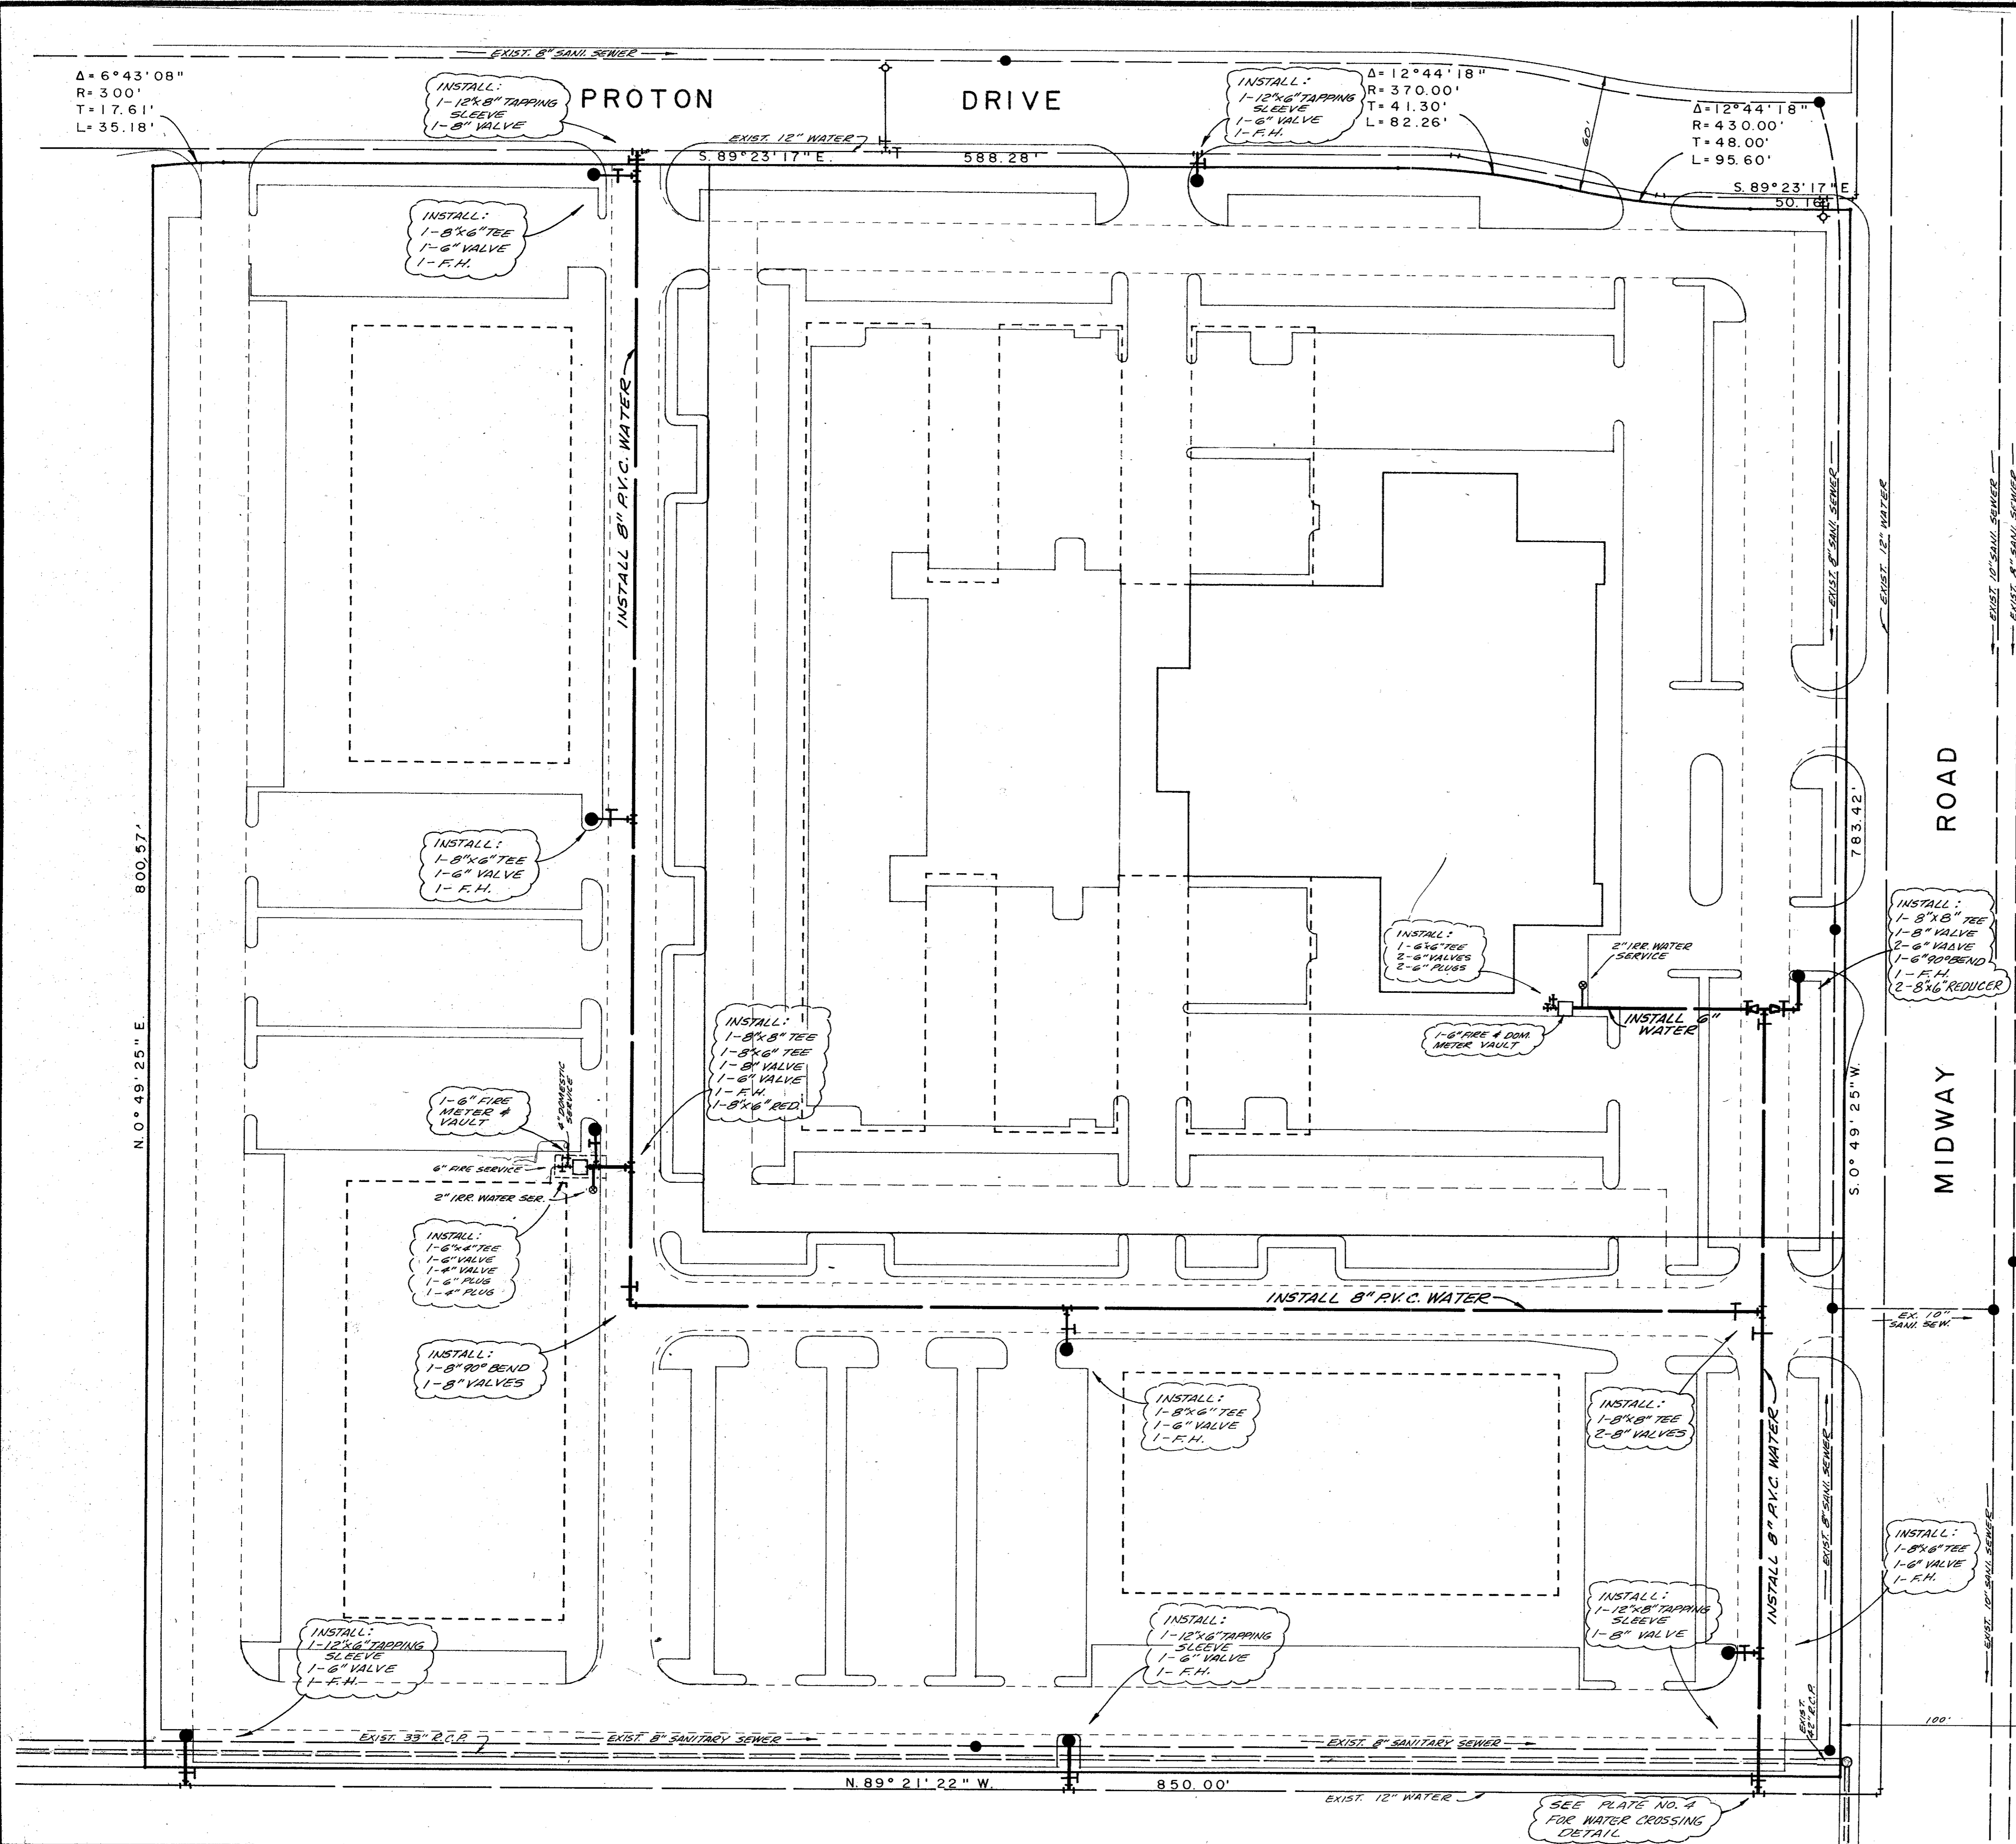 EXIST. 8" SANI. SEWER
Δ = 6°43'08"
R = 300'
T = 17.61'
L = 35.18'
INSTALL:
1-12"X8" TAPPING
SLEEVE
1-8" VALVE
PROTON DRIVE
INSTALL:
1-12"X6" TAPPING
SLEEVE
1-6" VALVE
1-F.H.
Δ = 12°44'18"
R = 370.00'
T = 41.30'
L = 82.26'
60'
Δ=12°44'18"
R= 430.00'
T= 48.00'
L= 95.60'
EXIST. 12" WATER
S. 89° 23' 17" E. 588.28'
S. 89° 23' 17" E.
50.16'
INSTALL:
1-8"X6" TEE
1-6" VALVE
1-F.H.
INSTALL 8" P.V.C. WATER
EXIST. 8" SANI. SEWER
EXIST. 12" WATER
EXIST. 10" SANI. SEWER
EXIST. 8" SANI. SEWER
MIDWAY ROAD
800.57'
N. 0° 49' 25" E.
783.42'
S. 0° 49' 25" W.
INSTALL:
1-8"X6" TEE
1-6" VALVE
1-F.H.
INSTALL:
1-6"X6" TEE
2-6" VALVES
2-6" PLUGS
2" IRR. WATER
SERVICE
INSTALL:
1-8"X8" TEE
1-8" VALVE
2-6" VALVE
1-6" 90° BEND
1-F.H.
2-8"X6" REDUCER
INSTALL 6"
WATER
1-6" FIRE & DOM.
METER VAULT
INSTALL:
1-8"X8" TEE
1-8"X6" TEE
1-8" VALVE
1-6" VALVE
1-F.H.
1-8"X6" RED.
1-6" FIRE
METER &
VAULT
4" DOMESTIC
SERVICE
6" FIRE SERVICE
2" IRR. WATER SER.
INSTALL:
1-6"X4" TEE
1-6" VALVE
1-4" VALVE
1-6" PLUG
1-4" PLUG
INSTALL 8" P.V.C. WATER
EX. 10"
SANI. SEW.
INSTALL:
1-8" 90° BEND
1-8" VALVES
INSTALL:
1-8"X6" TEE
1-6" VALVE
1-F.H.
INSTALL:
1-8"X8" TEE
2-8" VALVES
INSTALL 8" P.V.C. WATER
EXIST. 8" SANI. SEWER
EXIST. 10" SANI. SEWER
INSTALL:
1-8"X6" TEE
1-6" VALVE
1-F.H.
INSTALL:
1-12"X6" TAPPING
SLEEVE
1-6" VALVE
1-F.H.
INSTALL:
1-12"X6" TAPPING
SLEEVE
1-6" VALVE
1-F.H.
INSTALL:
1-12"X8" TAPPING
SLEEVE
1-8" VALVE
EXIST.
42" R.C.P.
100'
EXIST. 33" R.C.P.
EXIST. 8" SANITARY SEWER
EXIST. 8" SANITARY SEWER
N. 89° 21' 22" W. 850.00'
EXIST. 12" WATER
SEE PLATE NO. 4
FOR WATER CROSSING
DETAIL